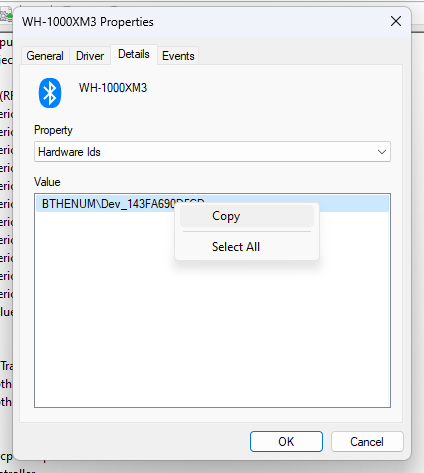 WH-1000XM3 Properties
General
Driver
Details
Events
WH-1000XM3
Property
Hardware Ids
Value
BTHENUM\Dev_143FA690
Copy
Select All
OK
Cancel